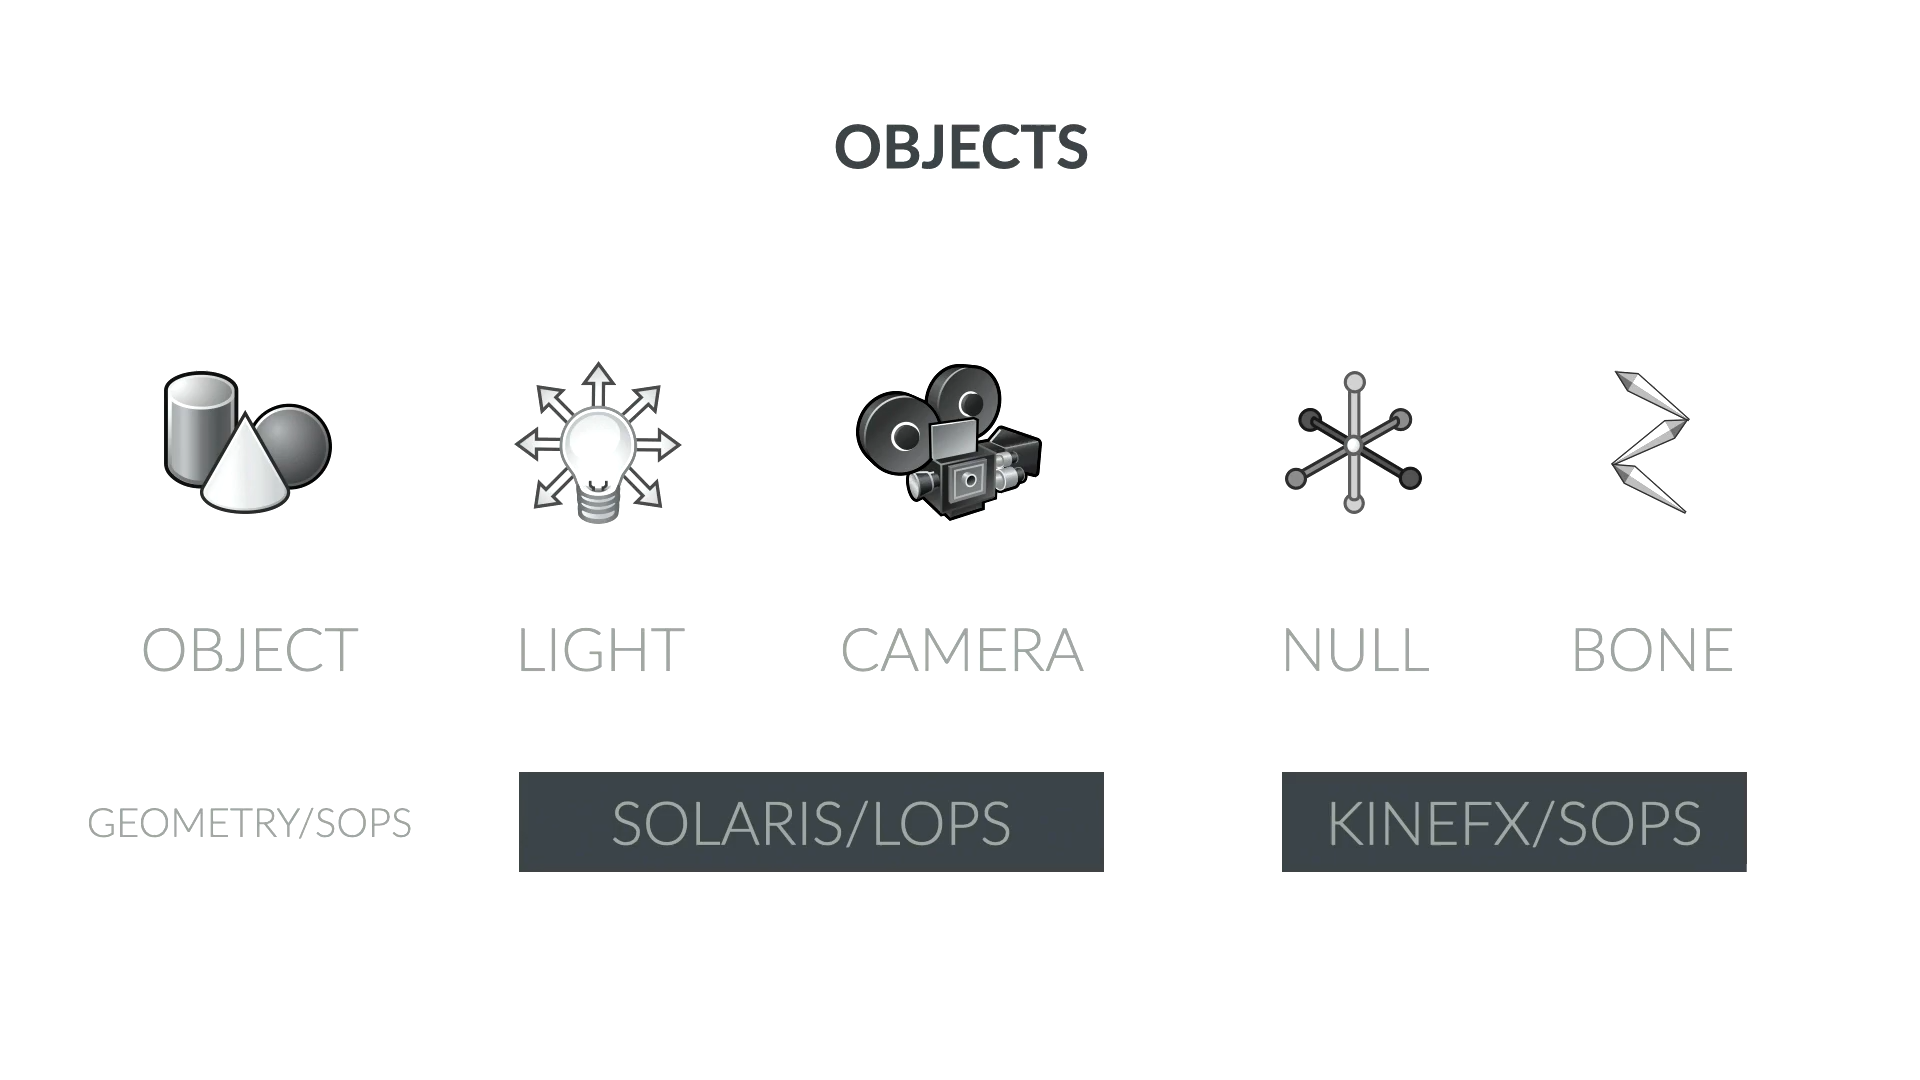 OBJECTS
OBJECT
LIGHT
CAMERA
NULL
BONE
GEOMETRY/SOPS
SOLARIS/LOPS
KINEFX/SOPS